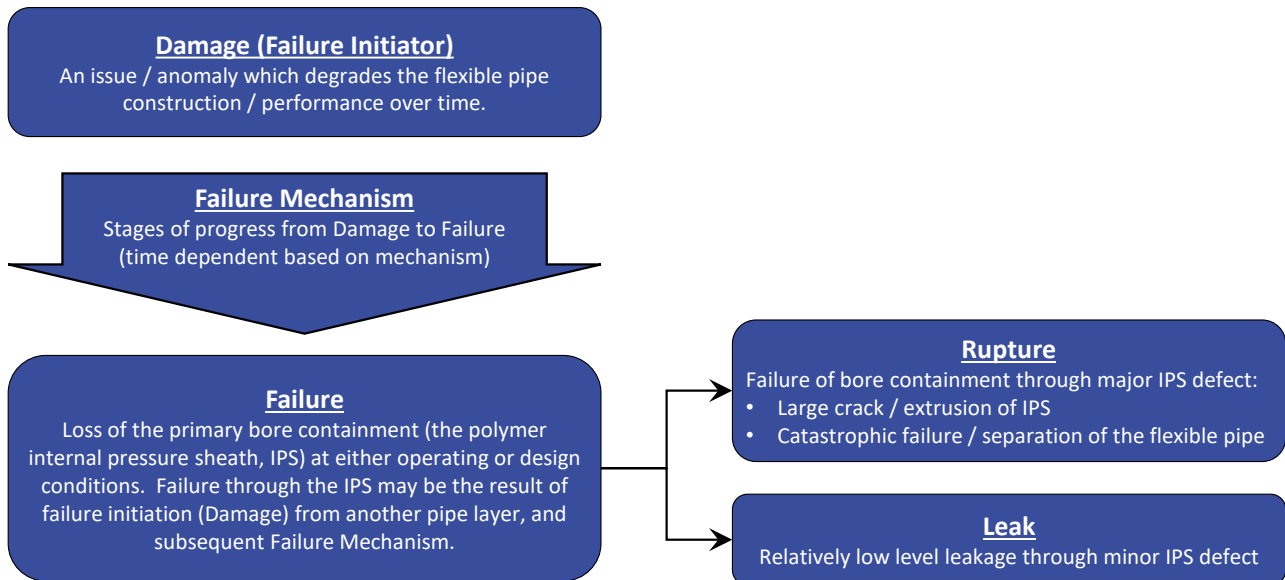 Damage (Failure Initiator)
An issue / anomaly which degrades the flexible pipe
construction / performance over time.
Failure Mechanism
Stages of progress from Damage to Failure
(time dependent based on mechanism)
Failure
Loss of the primary bore containment (the polymer
internal pressure sheath, IPS) at either operating or design
conditions.  Failure through the IPS may be the result of
failure initiation (Damage) from another pipe layer, and
subsequent Failure Mechanism.
Rupture
Failure of bore containment through major IPS defect:
• Large crack / extrusion of IPS
• Catastrophic failure / separation of the flexible pipe
Leak
Relatively low level leakage through minor IPS defect